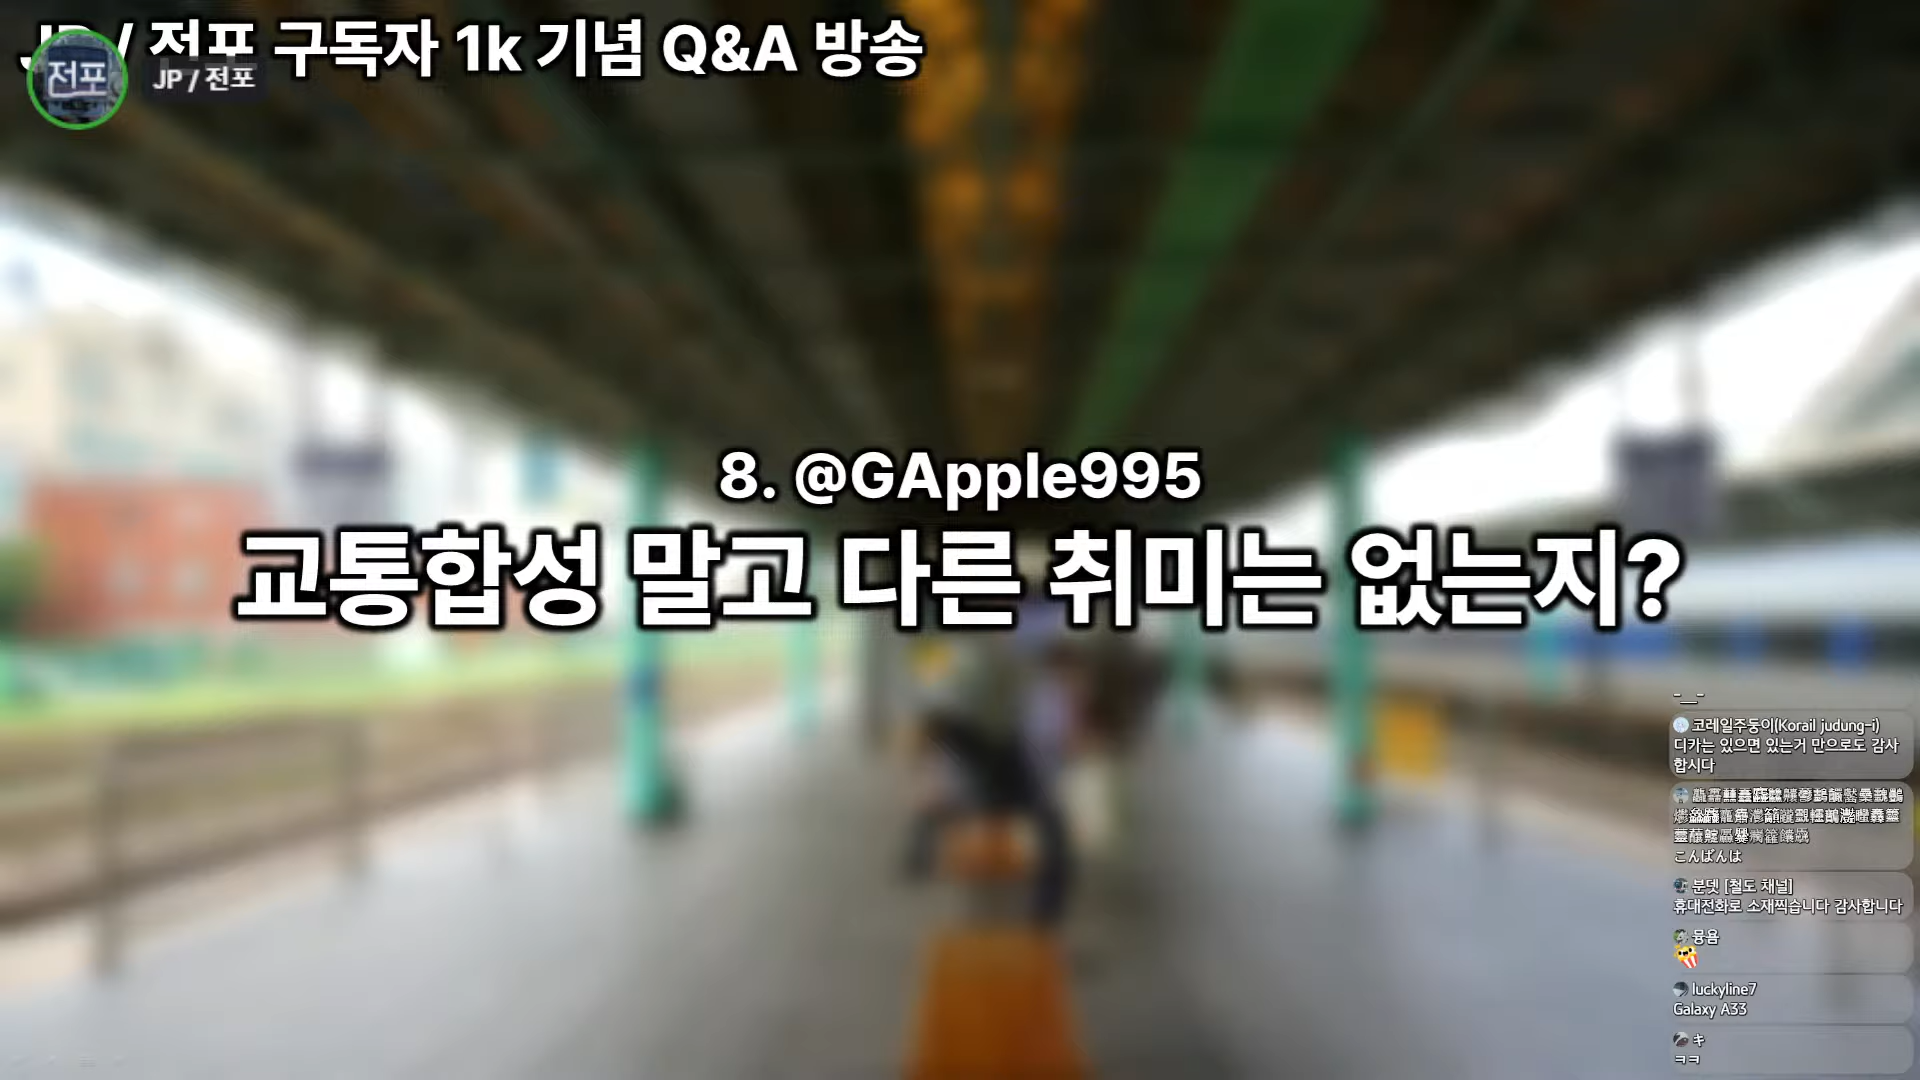 JP / 전포 구독자 1k 기념 Q&A 방송
전포
JP / 전포
8. @GApple995
교통합성 말고 다른 취미는 없는지?
-__-
코레일주둥이(Korail judung-i)
디카는 있으면 있는거 만으로도 감사
합시다
こんばんは
분뎃 [철도 채널]
휴대전화로 소재찍습니다 감사합니다
뮹욤
luckyline7
Galaxy A33
キ
ㅋㅋ